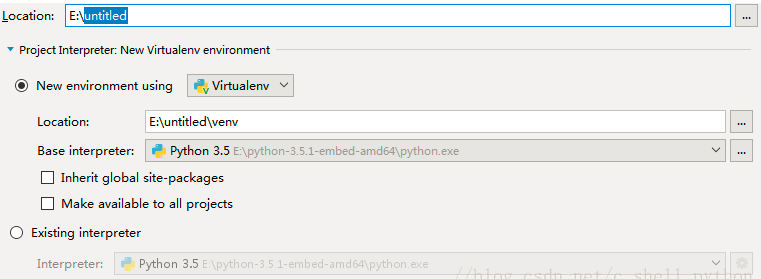 Location: E:\untitled ...
Project Interpreter: New Virtualenv environment
New environment using Virtualenv
Location: E:\untitled\venv ...
Base interpreter: Python 3.5 E:\python-3.5.1-embed-amd64\python.exe ...
Inherit global site-packages
Make available to all projects
Existing interpreter
Interpreter: Python 3.5 E:\python-3.5.1-embed-amd64\python.exe
//blog.csdn.net/c_shell_python